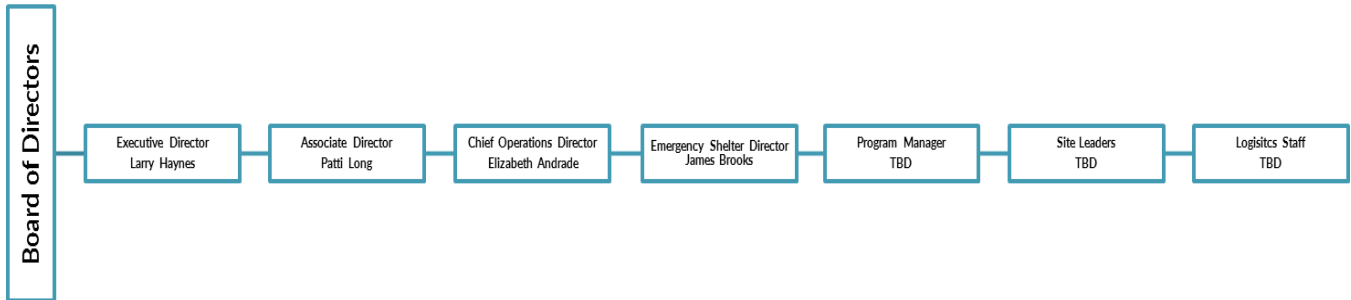 Board of Directors
Executive Director
Larry Haynes
Associate Director
Patti Long
Chief Operations Director
Elizabeth Andrade
Emergency Shelter Director
James Brooks
Program Manager
TBD
Site Leaders
TBD
Logisitcs Staff
TBD